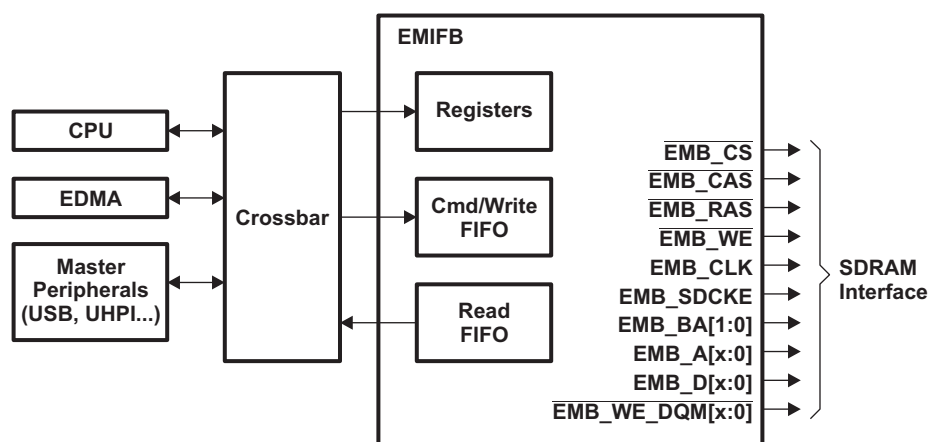 EMIFB
CPU
EDMA
Master
Peripherals
(USB, UHPI...)
Crossbar
Registers
Cmd/Write
FIFO
Read
FIFO
EMB_CS
EMB_CAS
EMB_RAS
EMB_WE
EMB_CLK
EMB_SDCKE
EMB_BA[1:0]
EMB_A[x:0]
EMB_D[x:0]
EMB_WE_DQM[x:0]
SDRAM
Interface